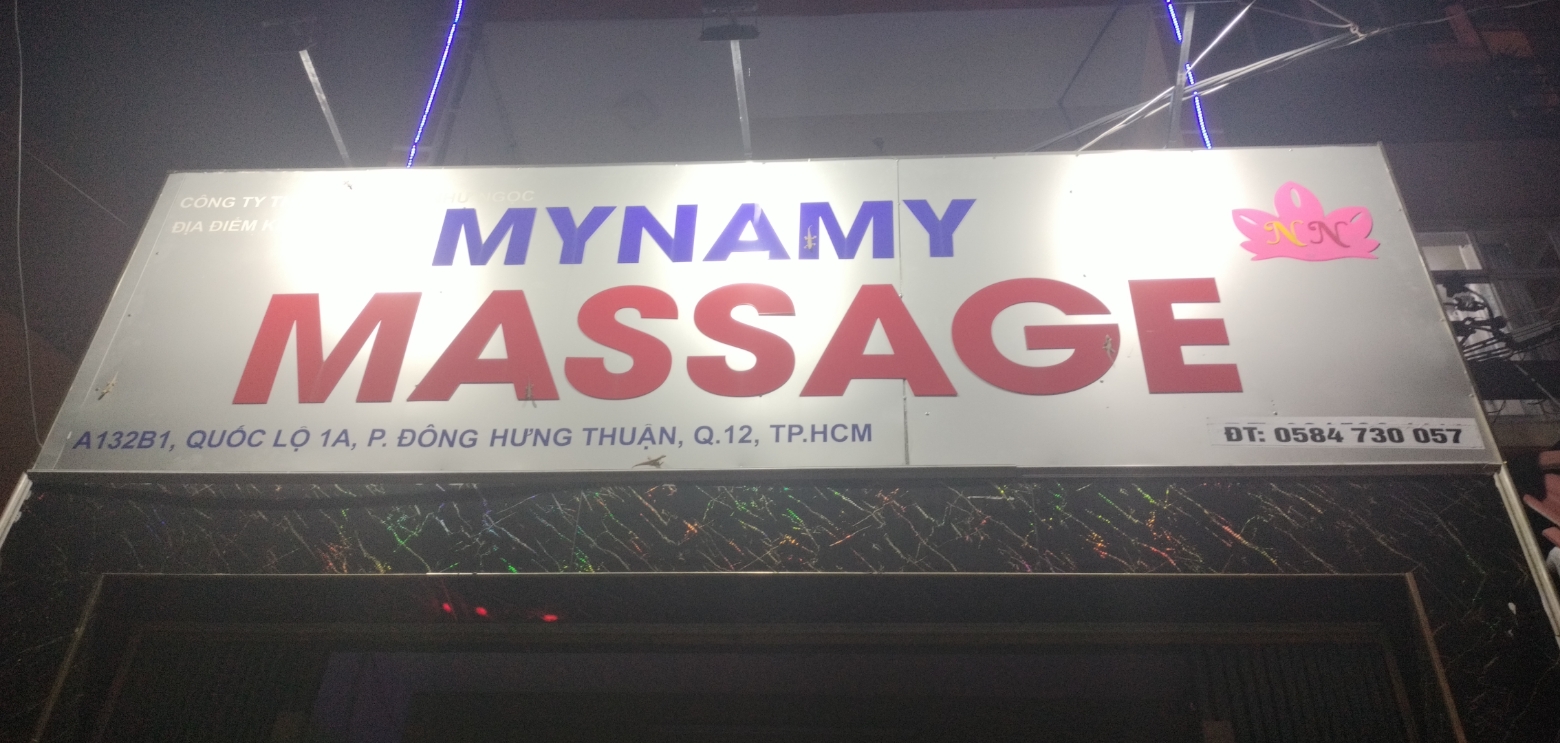 CÔNG TY
NGỌC
ĐỊA ĐIỂM
MYNAMY
NN
MASSAGE
A132B1, QUỐC LỘ 1A, P. ĐÔNG HƯNG THUẬN, Q.12, TP.HCM
ĐT: 0584 730 057